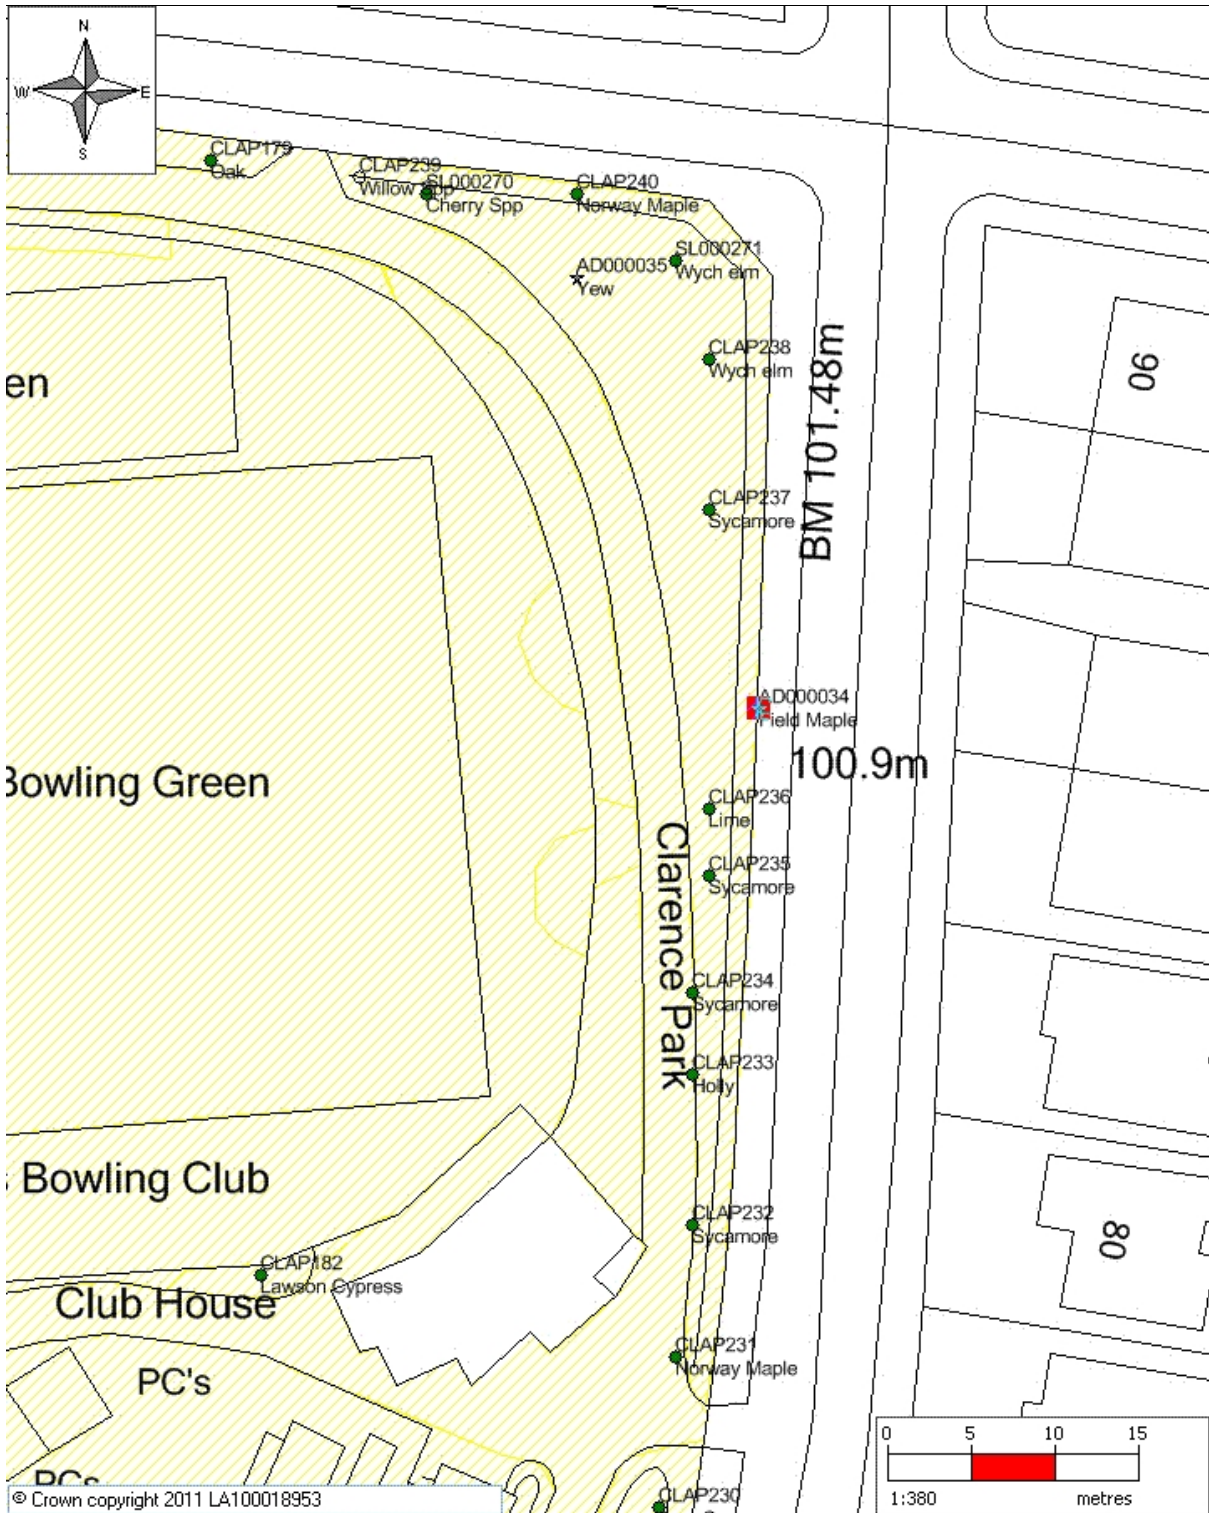 N
W E
S
CLAP179
Oak
CLAP239
Willow Spp
SL000270
Cherry Spp
CLAP240
Norway Maple
SL000271
Wych elm
AD000035
Yew
CLAP238
Wych elm
90
en
BM 101.48m
CLAP237
Sycamore
AD000034
Field Maple
100.9m
Bowling Green
CLAP236
Lime
CLAP235
Sycamore
Clarence Park
CLAP234
Sycamore
CLAP233
Holly
s Bowling Club
CLAP232
Sycamore
80
CLAP182
Lawson Cypress
Club House
CLAP231
Norway Maple
PC's
PCs
CLAP230
0 5 10 15
1:380 metres
© Crown copyright 2011 LA100018953